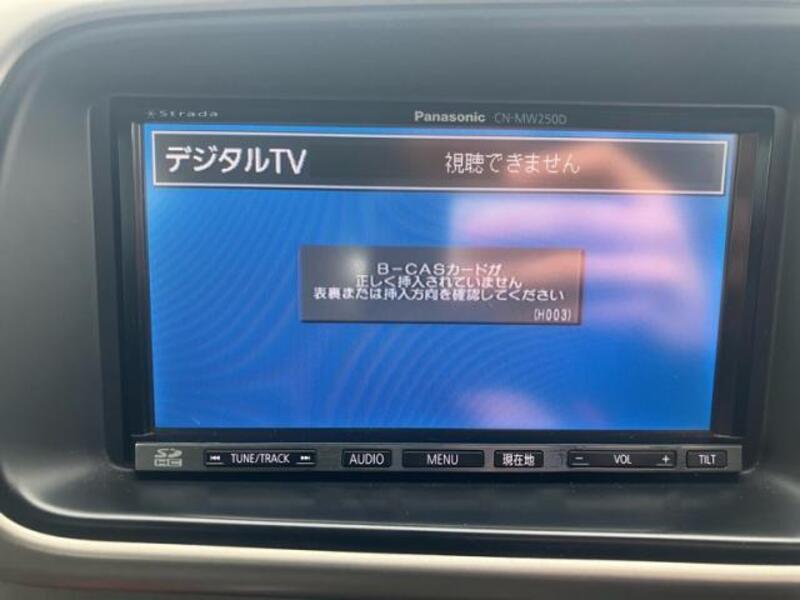 Strada
Panasonic CN-MW250D
デジタルTV 視聴できません
B-CASカードが
正しく挿入されていません
表裏または挿入方向を確認してください
(H003)
SD HC
TUNE/TRACK AUDIO MENU 現在地 − VOL + TILT